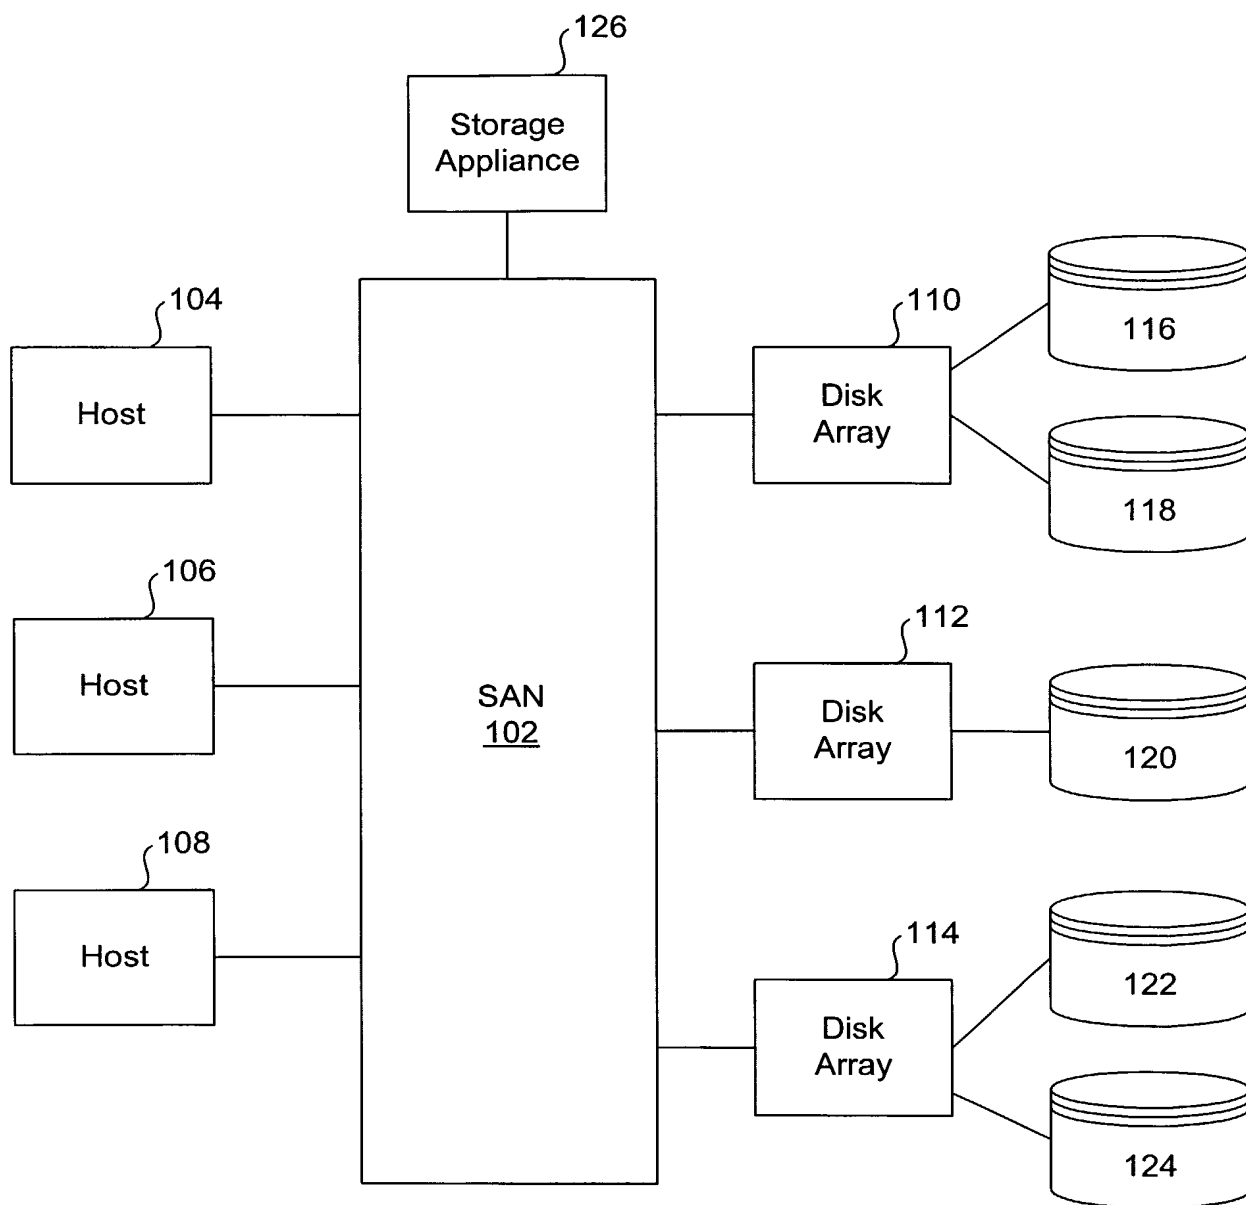 126
Storage
Appliance
104
Host
110
Disk
Array
116
118
106
Host
SAN
102
112
Disk
Array
120
108
Host
114
Disk
Array
122
124